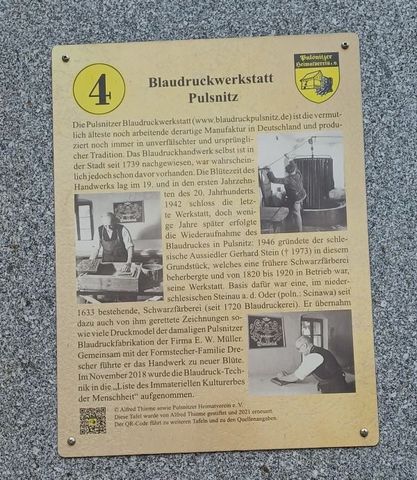 4
Blaudruckwerkstatt
Pulsnitz
Pulsnitzer
Heimatverein e.V.
Die Pulsnitzer Blaudruckwerkstatt (www.blaudruckpulsnitz.de) ist die vermut-
lich älteste noch arbeitende derartige Manufaktur in Deutschland und produ-
ziert noch immer in unverfälschter und ursprüngli-
cher Tradition. Das Blaudruckhandwerk selbst ist in
der Stadt seit 1739 nachgewiesen, war wahrschein-
lich jedoch schon davor vorhanden. Die Blütezeit des
Handwerks lag im 19. und in den ersten Jahrzehn-
ten des 20. Jahrhunderts.
1942 schloss die letz-
te Werkstatt, doch weni-
ge Jahre später erfolgte
die Wiederaufnahme des
Blaudruckes in Pulsnitz: 1946 gründete der schle-
sische Aussiedler Gerhard Stein († 1973) in diesem
Grundstück, welches eine frühere Schwarzfärberei
beherbergte und von 1820 bis 1920 in Betrieb war,
seine Werkstatt. Basis dafür war eine, im nieder-
schlesischen Steinau a. d. Oder (poln.: Scinawa) seit
1633 bestehende, Schwarzfärberei (seit 1720 Blaudruckerei). Er übernahm
dazu auch von ihm gerettete Zeichnungen so-
wie viele Druckmodel der damaligen Pulsnitzer
Blaudruckfabrikation der Firma E. W. Müller.
Gemeinsam mit der Formstecher-Familie Dre-
scher führte er das Handwerk zu neuer Blüte.
Im November 2018 wurde die Blaudruck-Tech-
nik in die „Liste des Immateriellen Kulturerbes
der Menschheit“ aufgenommen.
© Alfred Thieme sowie Pulsnitzer Heimatverein e. V.
Diese Tafel wurde von Alfred Thieme gestiftet und 2021 erneuert.
Der QR-Code führt zu weiteren Tafeln und zu den Quellenangaben.